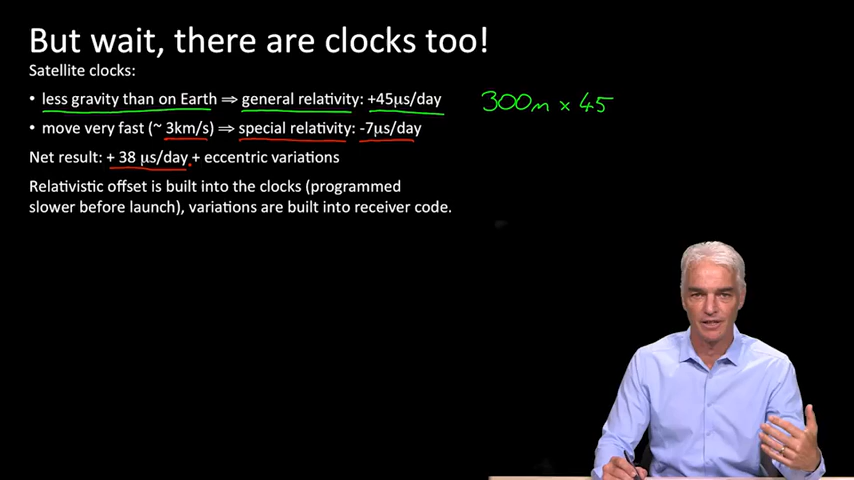 But wait, there are clocks too!
Satellite clocks:
• less gravity than on Earth ⇒ general relativity: +45μs/day
300m × 45
• move very fast (~ 3km/s) ⇒ special relativity: -7μs/day
Net result: + 38 μs/day + eccentric variations
Relativistic offset is built into the clocks (programmed
slower before launch), variations are built into receiver code.